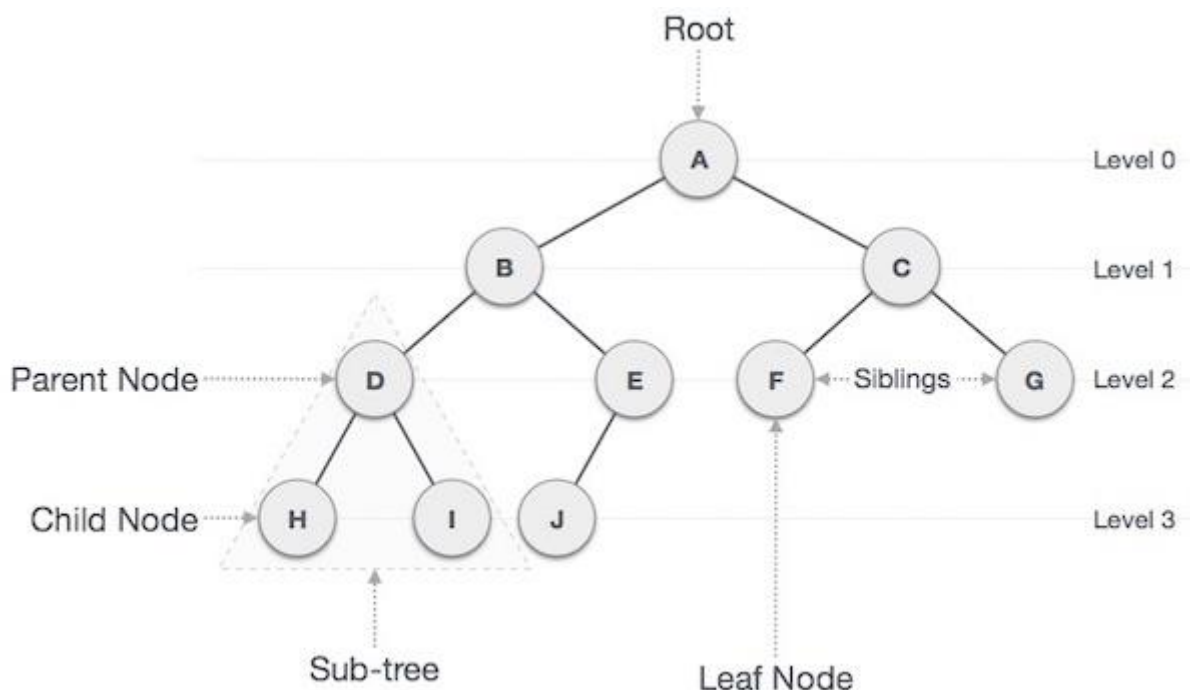 Root
A
Level 0
B
C
Level 1
Parent Node
D
E
F
Siblings
G
Level 2
Child Node
H
I
J
Level 3
Sub-tree
Leaf Node